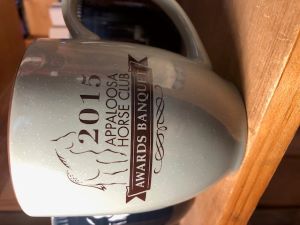 2015
APPALOOSA
HORSE CLUB
AWARDS BANQUET